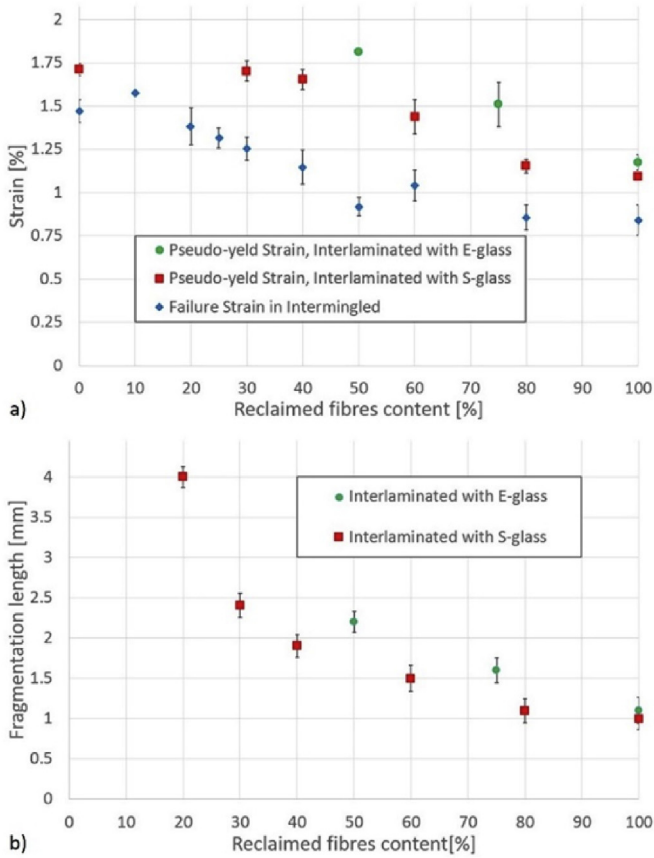 2
1.75
1.5
1.25
1
0.75
0.5
0.25
0
Strain [%]
Pseudo-yeld Strain, Interlaminated with E-glass
Pseudo-yeld Strain, Interlaminated with S-glass
Failure Strain in Intermingled
0 10 20 30 40 50 60 70 80 90 100
a) Reclaimed fibres content [%]
4
3.5
3
2.5
2
1.5
1
0.5
0
Fragmentation length [mm]
Interlaminated with E-glass
Interlaminated with S-glass
0 10 20 30 40 50 60 70 80 90 100
b) Reclaimed fibres content[%]